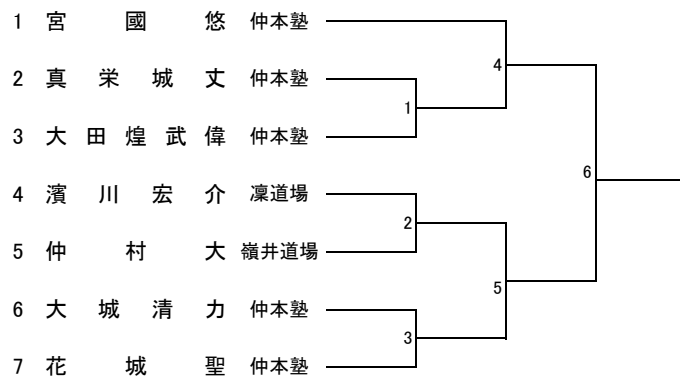 1 宮國悠 仲本塾
4
2 真栄城丈 仲本塾
1
3 大田煌武偉 仲本塾
6
4 濱川宏介 凜道場
2
5 仲村大 嶺井道場
5
6 大城清力 仲本塾
3
7 花城聖 仲本塾